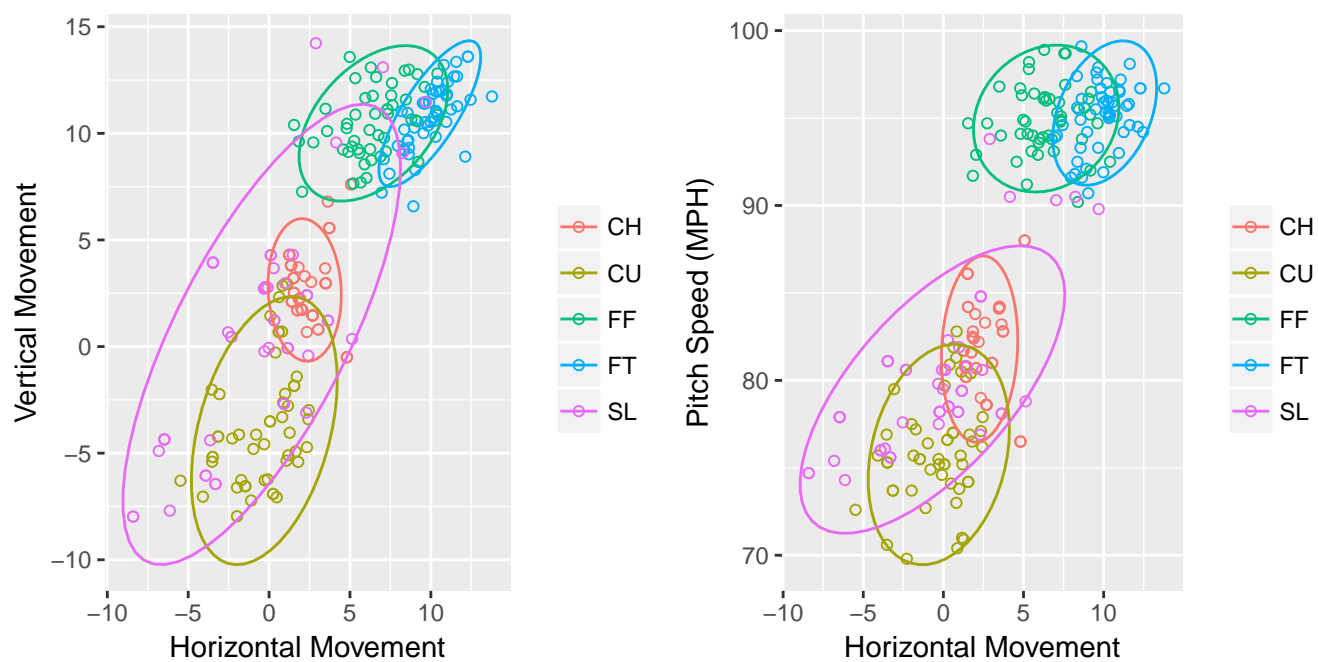 15
10
5
0
−5
−10
−10
−5
0
5
10
Vertical Movement
Horizontal Movement
CH
CU
FF
FT
SL
100
90
80
70
−10
−5
0
5
10
Pitch Speed (MPH)
Horizontal Movement
CH
CU
FF
FT
SL